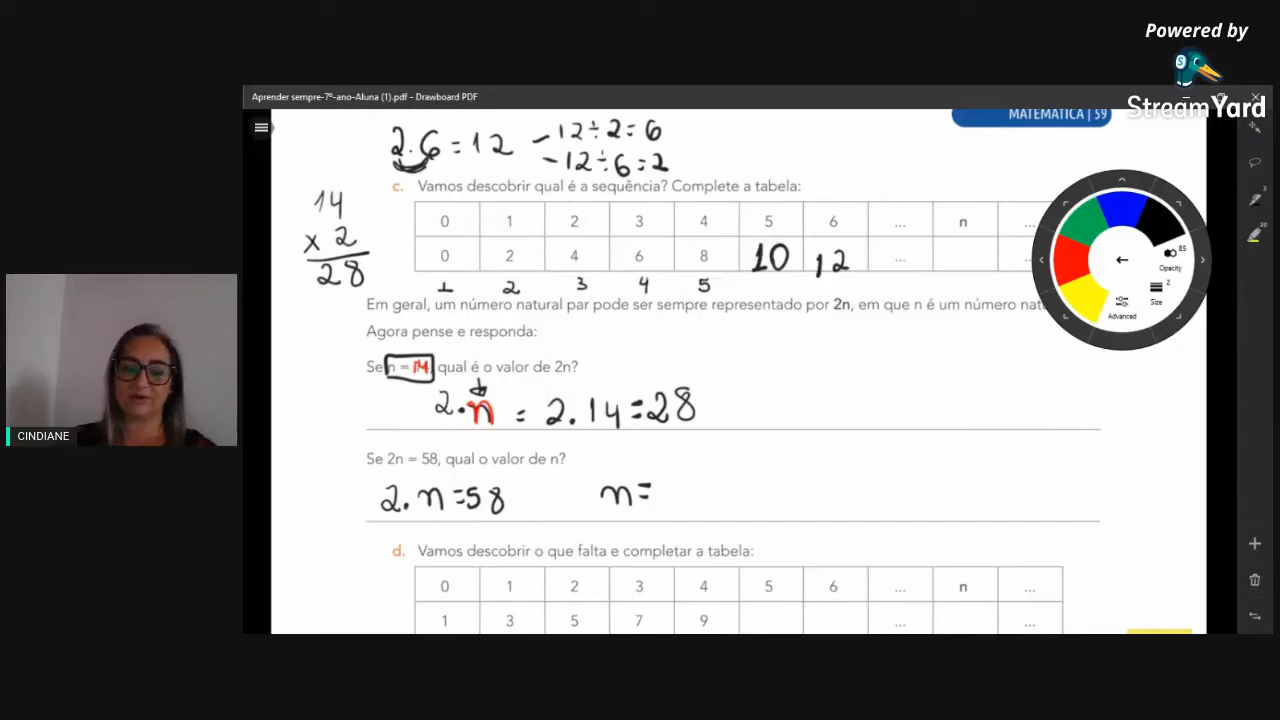 Powered by
StreamYard
Aprender sempre-7º-ano-Aluna (1).pdf - Drawboard PDF
MATEMÁTICA | 59
2.6=12 -12÷2=6
-12÷6=2
c. Vamos descobrir qual é a sequência? Complete a tabela:
14
x 2
28
0 1 2 3 4 5 6 ... n ...
0 2 4 6 8 10 12 ...
1 2 3 4 5
Em geral, um número natural par pode ser sempre representado por 2n, em que n é um número
Agora pense e responda:
Se n = 14, qual é o valor de 2n?
2.n = 2.14=28
Se 2n = 58, qual o valor de n?
2.n=58 n=
d. Vamos descobrir o que falta e completar a tabela:
0 1 2 3 4 5 6 ... n ...
1 3 5 7 9 ... ...
85
Opacity
2
Size
Advanced
2
20
CINDIANE